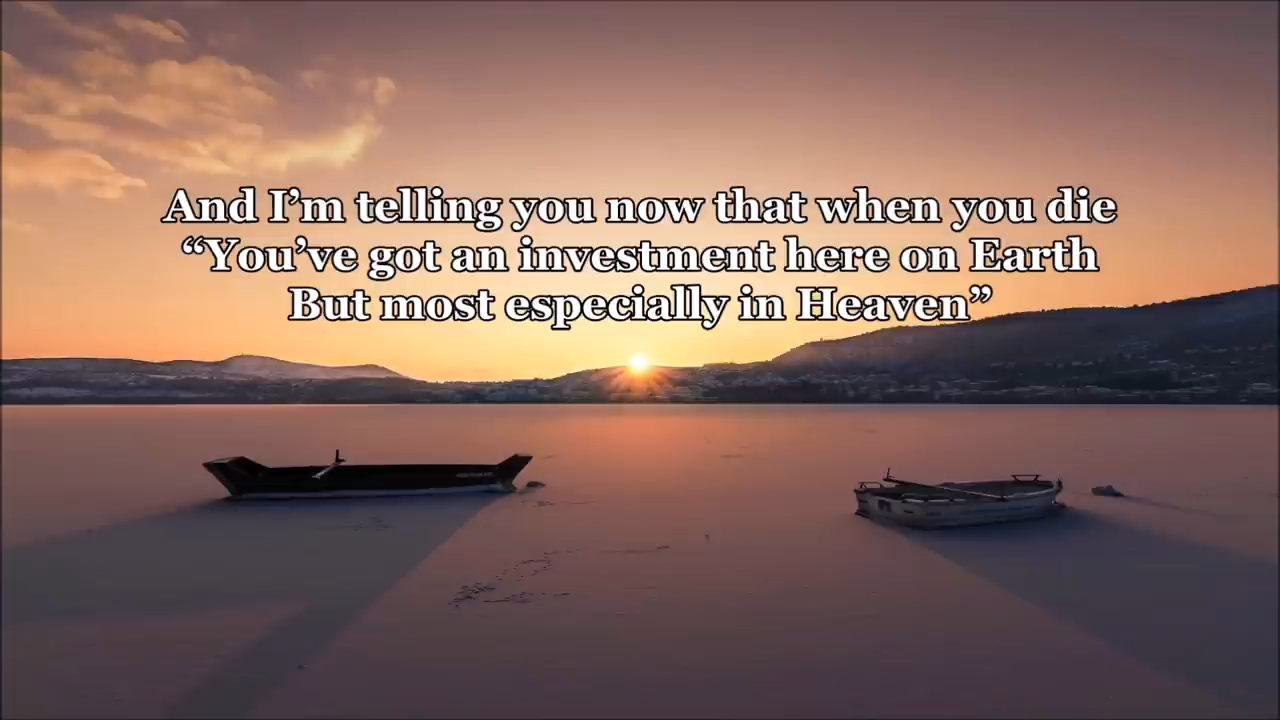 And I’m telling you now that when you die
“You’ve got an investment here on Earth
But most especially in Heaven”